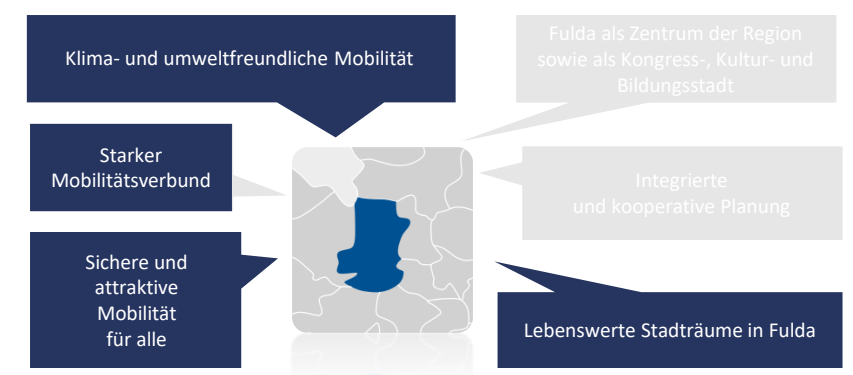 Klima- und umweltfreundliche Mobilität
Fulda als Zentrum der Region
sowie als Kongress-, Kultur- und
Bildungsstadt
Starker
Mobilitätsverbund
Integrierte
und kooperative Planung
Sichere und
attraktive
Mobilität
für alle
Lebenswerte Stadträume in Fulda